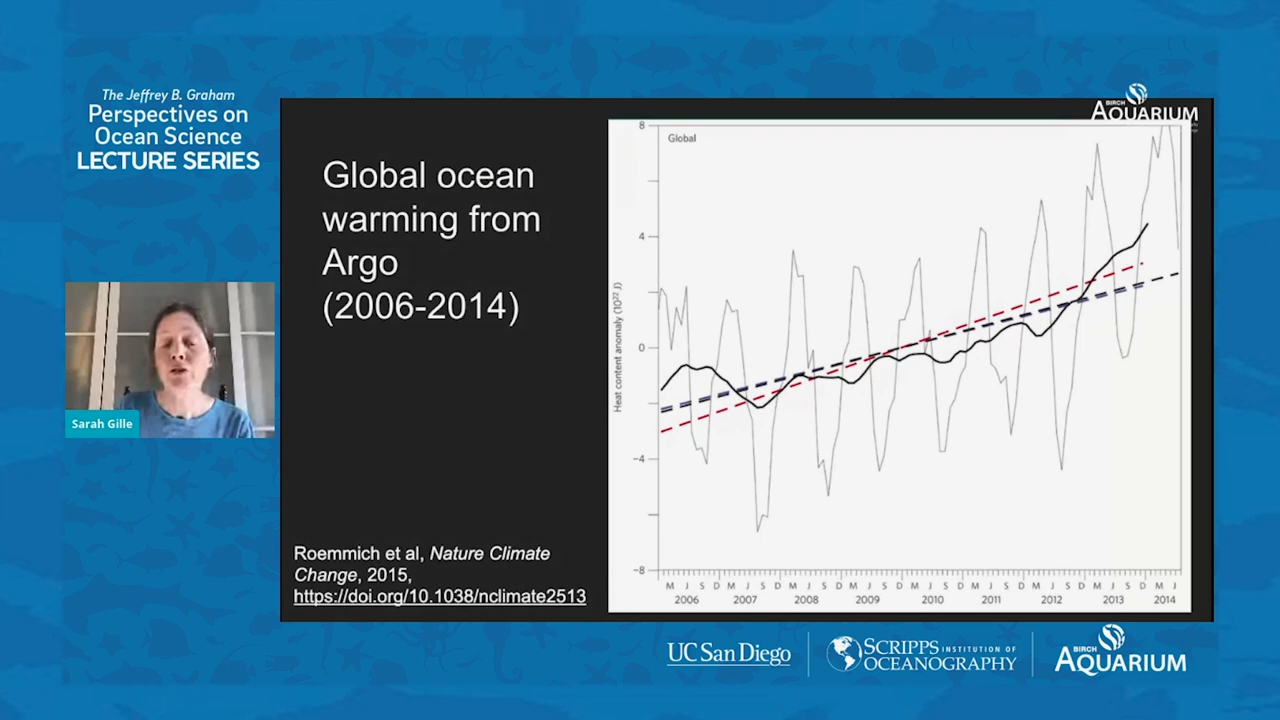 The Jeffrey B. Graham
Perspectives on
Ocean Science
LECTURE SERIES
Sarah Gille
Global ocean
warming from
Argo
(2006-2014)
Roemmich et al, Nature Climate
Change, 2015,
https://doi.org/10.1038/nclimate2513
BIRCH
AQUARIUM
Global
Heat content anomaly (10²² J)
8
4
0
−4
−8
M J S D M J S D M J S D M J S D M J S D M J S D M J S D M J S D M J
2006 2007 2008 2009 2010 2011 2012 2013 2014
UC San Diego
SCRIPPS INSTITUTION OF
OCEANOGRAPHY
BIRCH
AQUARIUM